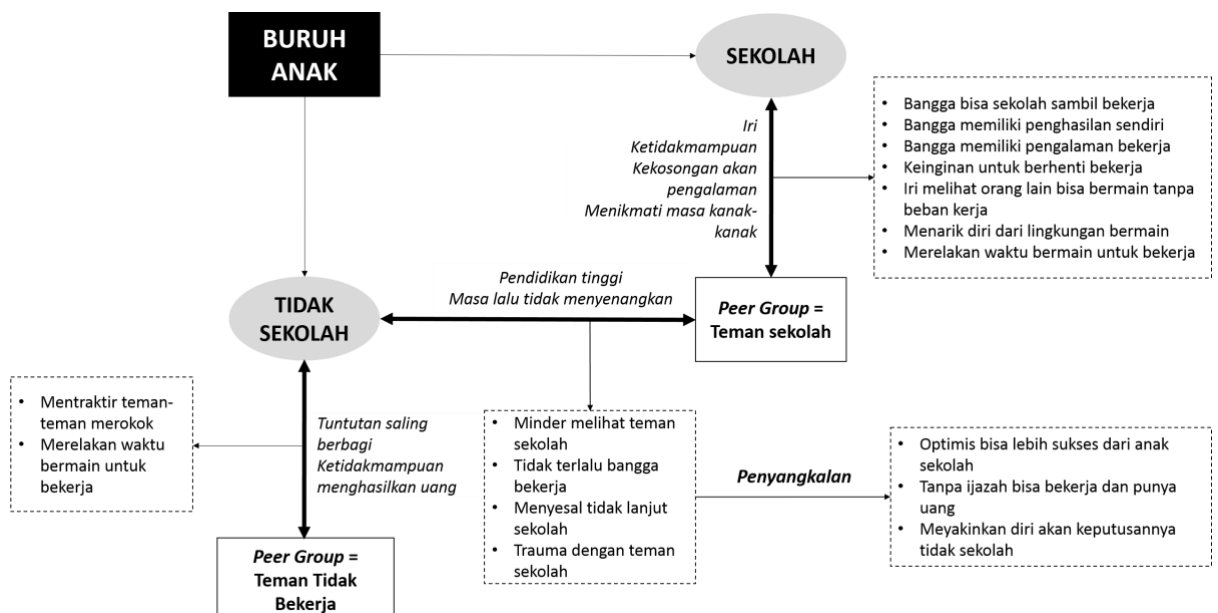 BURUH
ANAK
SEKOLAH
Iri
Ketidakmampuan
Kekosongan akan
pengalaman
Menikmati masa kanak-
kanak
• Bangga bisa sekolah sambil bekerja
• Bangga memiliki penghasilan sendiri
• Bangga memiliki pengalaman bekerja
• Keinginan untuk berhenti bekerja
• Iri melihat orang lain bisa bermain tanpa
beban kerja
• Menarik diri dari lingkungan bermain
• Merelakan waktu bermain untuk bekerja
TIDAK
SEKOLAH
Pendidikan tinggi
Masa lalu tidak menyenangkan
Peer Group =
Teman sekolah
• Mentraktir teman-
teman merokok
• Merelakan waktu
bermain untuk
bekerja
Tuntutan saling
berbagi
Ketidakmampuan
menghasilkan uang
Peer Group =
Teman Tidak
Bekerja
• Minder melihat teman
sekolah
• Tidak terlalu bangga
bekerja
• Menyesal tidak lanjut
sekolah
• Trauma dengan teman
sekolah
Penyangkalan
• Optimis bisa lebih sukses dari anak
sekolah
• Tanpa ijazah bisa bekerja dan punya
uang
• Meyakinkan diri akan keputusannya
tidak sekolah